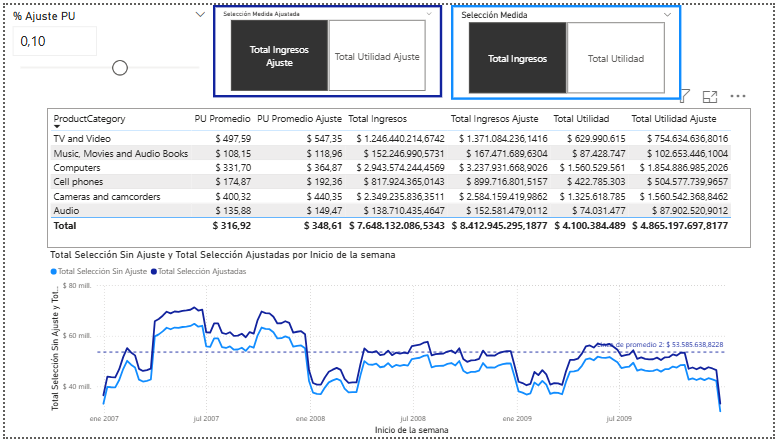 % Ajuste PU
0,10
Selección Medida Ajustada
Total Ingresos Ajuste
Total Utilidad Ajuste
Selección Medida
Total Ingresos
Total Utilidad
ProductCategory PU Promedio PU Promedio Ajuste Total Ingresos Total Ingresos Ajuste Total Utilidad Total Utilidad Ajuste
TV and Video $ 497,59 $ 547,35 $ 1.246.440.214,6742 $ 1.371.084.236,1416 $ 629.990.615 $ 754.634.636,8016
Music, Movies and Audio Books $ 108,15 $ 118,96 $ 152.246.990,5731 $ 167.471.689,6304 $ 87.428.747 $ 102.653.446,1004
Computers $ 331,70 $ 364,87 $ 2.943.574.244,4569 $ 3.237.931.668,9026 $ 1.560.529.561 $ 1.854.886.985,2026
Cell phones $ 174,87 $ 192,36 $ 817.924.365,0143 $ 899.716.801,5157 $ 422.785.303 $ 504.577.739,9657
Cameras and camcorders $ 400,32 $ 440,35 $ 2.349.235.836,3511 $ 2.584.159.419,9862 $ 1.325.618.785 $ 1.560.542.368,8462
Audio $ 135,88 $ 149,47 $ 138.710.435,4647 $ 152.581.479,0112 $ 74.031.477 $ 87.902.520,9012
Total $ 316,92 $ 348,61 $ 7.648.132.086,5343 $ 8.412.945.295,1877 $ 4.100.384.489 $ 4.865.197.697,8177
Total Selección Sin Ajuste y Total Selección Ajustadas por Inicio de la semana
Total Selección Sin Ajuste Total Selección Ajustadas
Total Selección Sin Ajuste y Tot...
$ 80 mill.
$ 60 mill.
$ 40 mill.
de promedio 2: $ 53.585.638,8228
ene 2007 jul 2007 ene 2008 jul 2008 ene 2009 jul 2009
Inicio de la semana